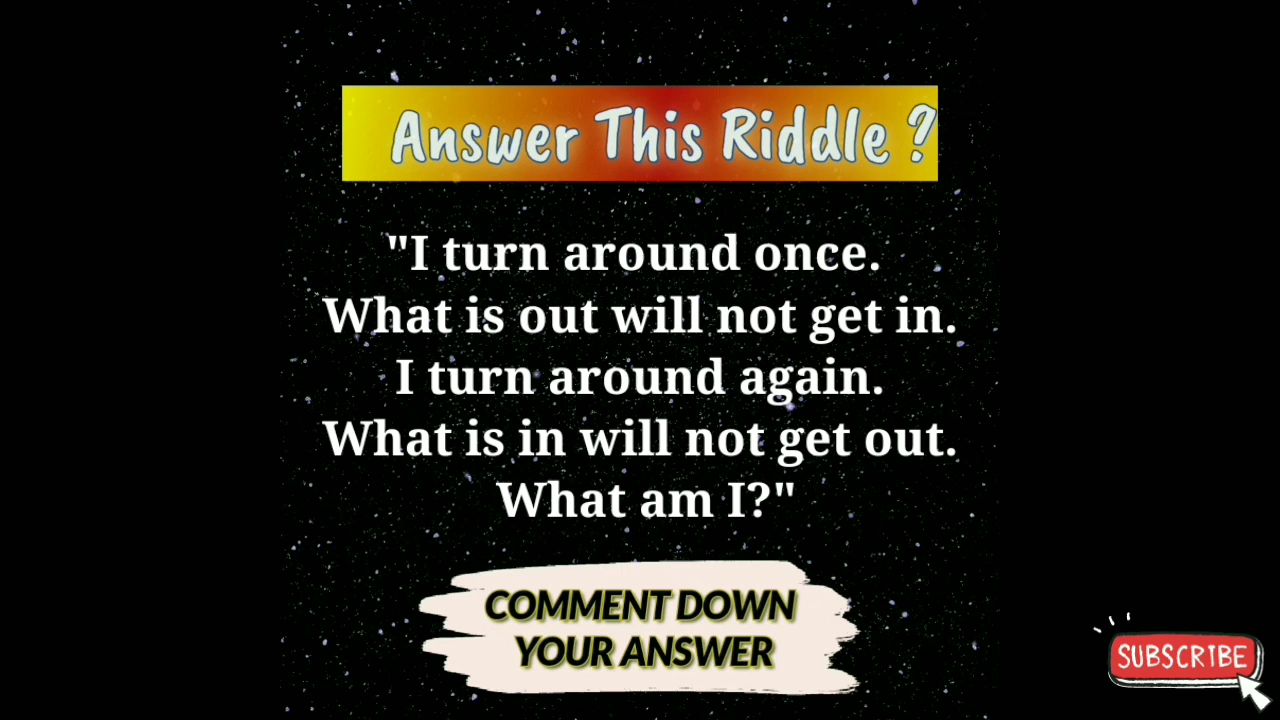 Answer This Riddle ?
"I turn around once.
What is out will not get in.
I turn around again.
What is in will not get out.
What am I?"
COMMENT DOWN
YOUR ANSWER
SUBSCRIBE